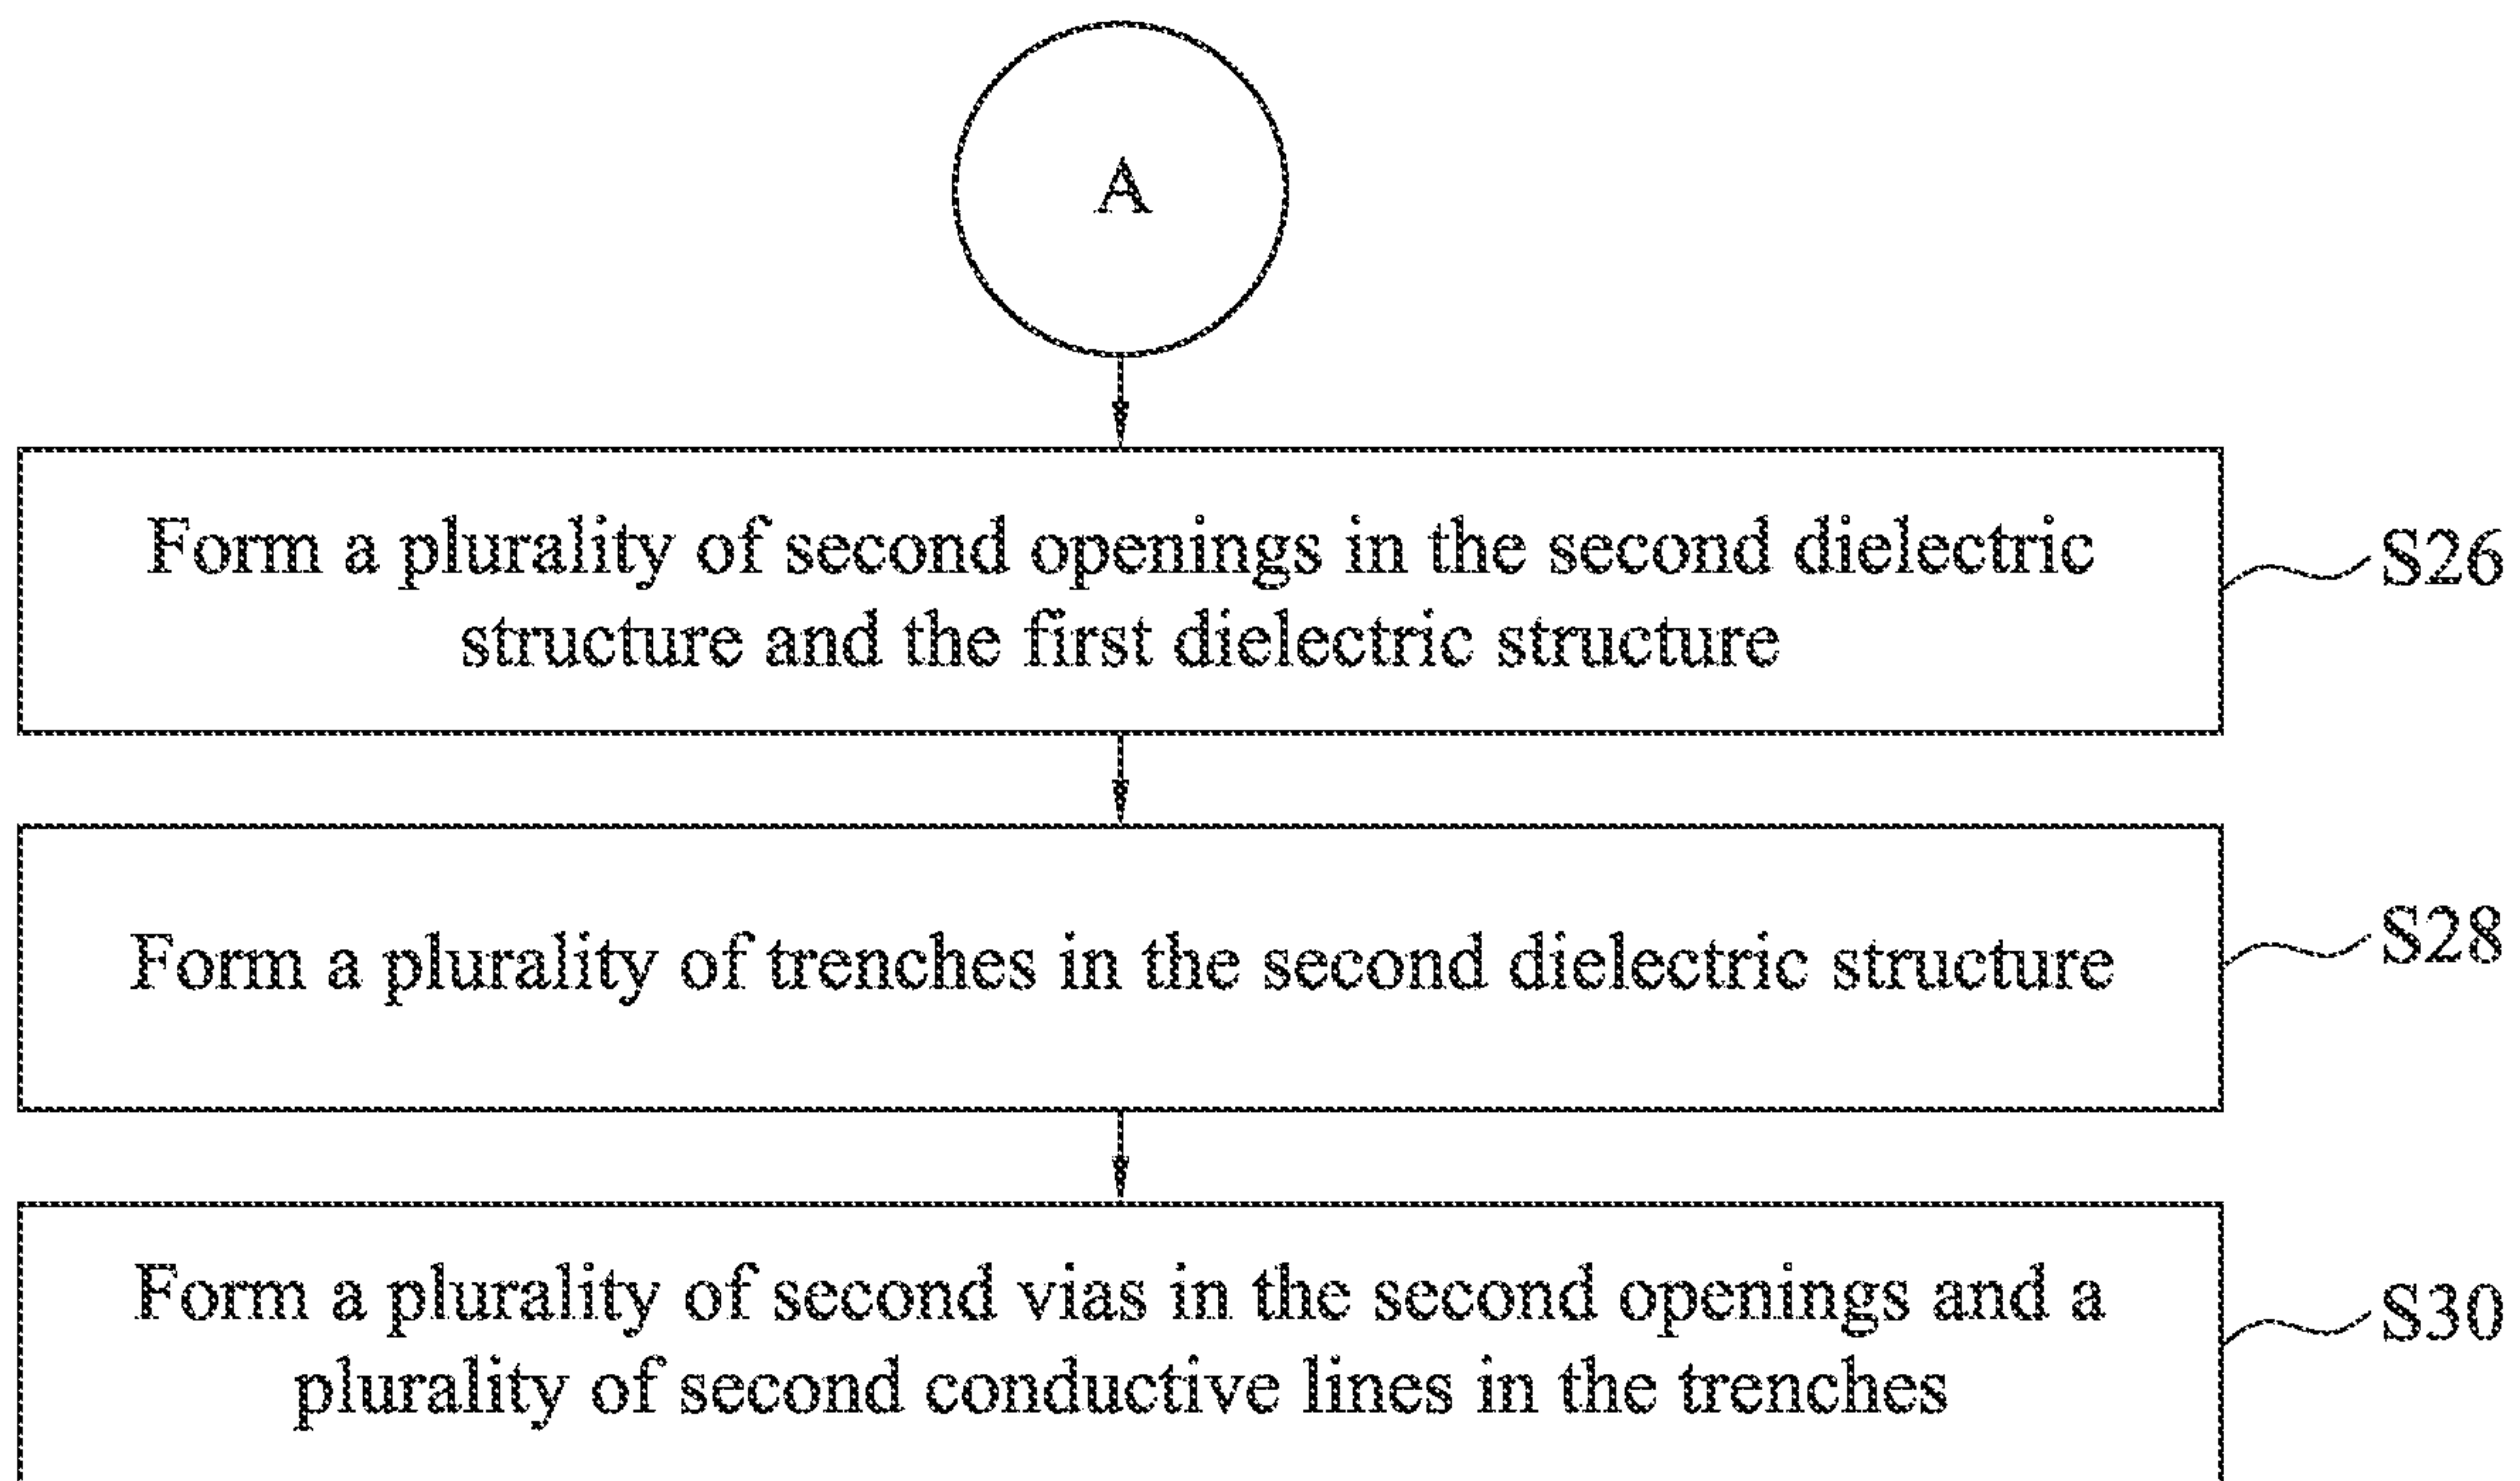 A
Form a plurality of second openings in the second dielectric
structure and the first dielectric structure
S26
Form a plurality of trenches in the second dielectric structure
S28
Form a plurality of second vias in the second openings and a
plurality of second conductive lines in the trenches
S30